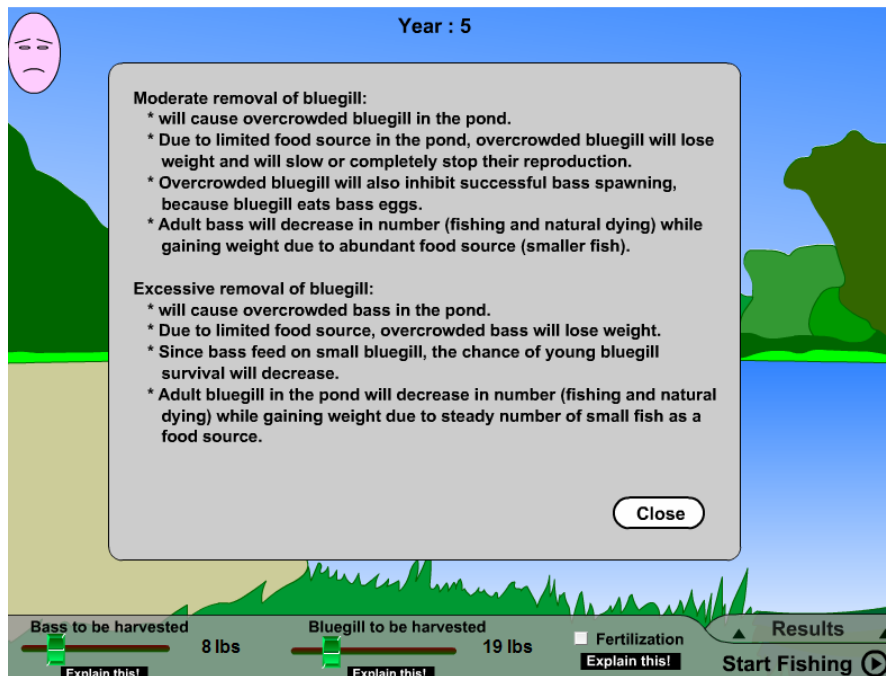 Year : 5
Moderate removal of bluegill:
* will cause overcrowded bluegill in the pond.
* Due to limited food source in the pond, overcrowded bluegill will lose
weight and will slow or completely stop their reproduction.
* Overcrowded bluegill will also inhibit successful bass spawning,
because bluegill eats bass eggs.
* Adult bass will decrease in number (fishing and natural dying) while
gaining weight due to abundant food source (smaller fish).
Excessive removal of bluegill:
* will cause overcrowded bass in the pond.
* Due to limited food source, overcrowded bass will lose weight.
* Since bass feed on small bluegill, the chance of young bluegill
survival will decrease.
* Adult bluegill in the pond will decrease in number (fishing and natural
dying) while gaining weight due to steady number of small fish as a
food source.
Close
Bass to be harvested
8 lbs
Explain this!
Bluegill to be harvested
19 lbs
Explain this!
Fertilization
Explain this!
Results
Start Fishing